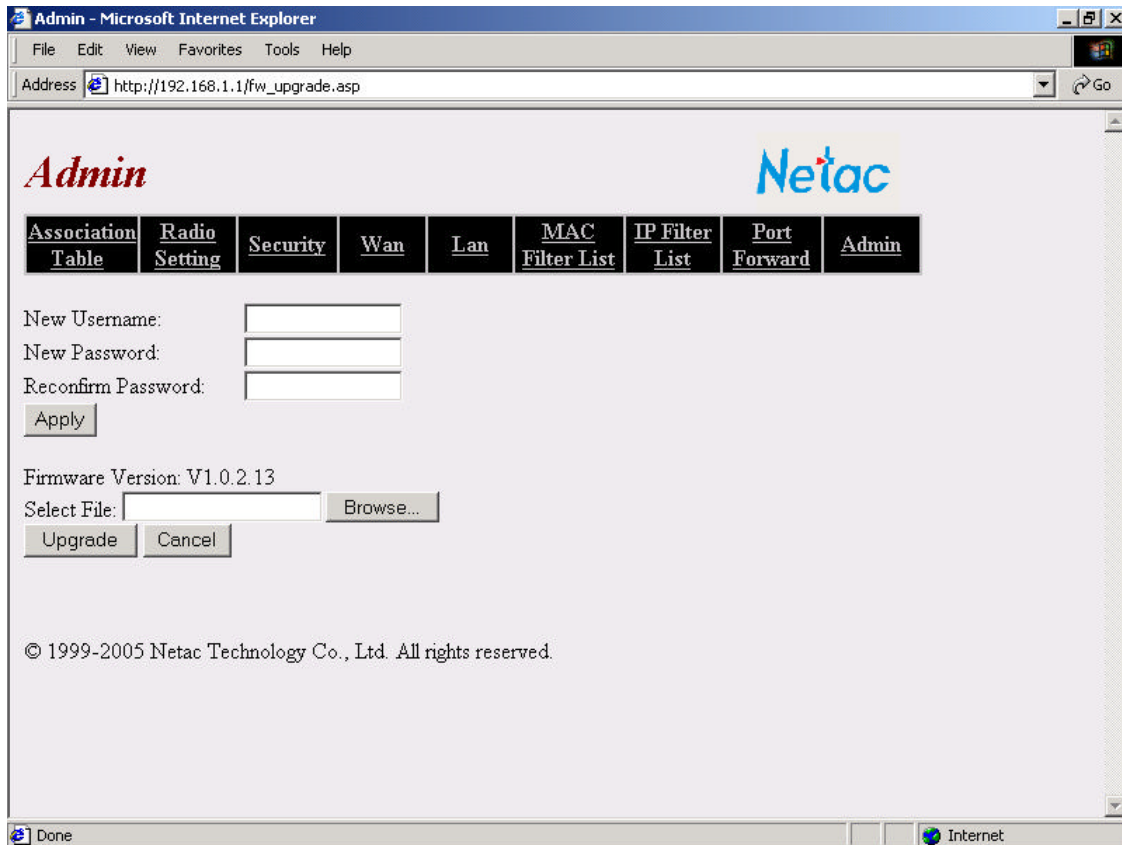 Admin - Microsoft Internet Explorer
File Edit View Favorites Tools Help
Address http://192.168.1.1/fw_upgrade.asp Go
Admin
Netac
Association Table Radio Setting Security Wan Lan MAC Filter List IP Filter List Port Forward Admin
New Username:
New Password:
Reconfirm Password:
Apply
Firmware Version: V1.0.2.13
Select File: Browse...
Upgrade Cancel
© 1999-2005 Netac Technology Co., Ltd. All rights reserved.
Done Internet